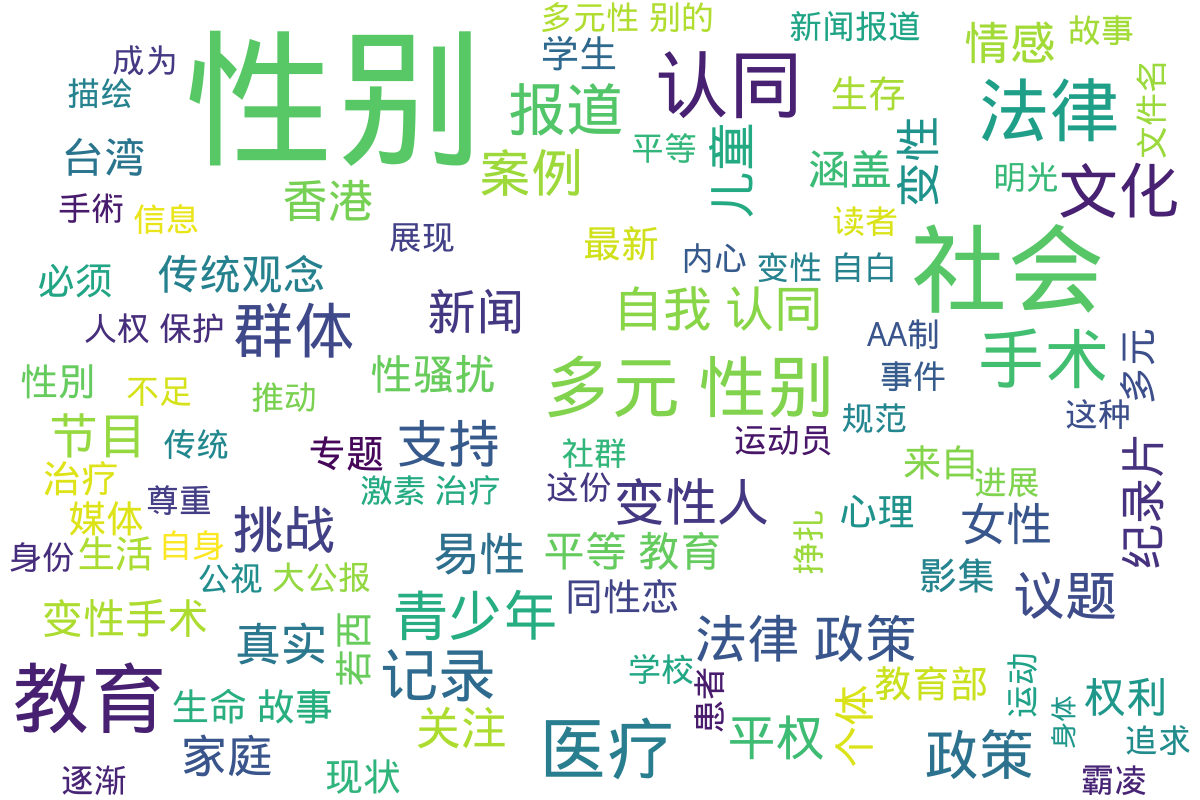 多元性 别的
新闻报道
故事
成为
学生
情感
性别
认同
描绘
报道
生存
法律
文件名
台湾
案例
平等
儿童
涵盖
变性
明光
文化
手術
信息
香港
展现
最新
内心
读者
变性 自白
社会
必须
传统观念
新闻
自我 认同
人权 保护
群体
AA制
手术
性別
不足
推动
性骚扰
多元 性别
事件
多元
节目
传统
专题
支持
社群
运动员
规范
这种
治疗
尊重
激素 治疗
这份
变性人
来自
进展
纪录片
媒体
挑战
心理
女性
身份
生活
自身
易性
平等 教育
挣扎
公视
大公报
同性恋
影集
议题
变性手术
真实
若西
青少年
法律 政策
教育
生命 故事
记录
学校
患者
教育部
运动
权利
家庭
关注
医疗
平权
个体
政策
身体
追求
逐渐
现状
霸凌